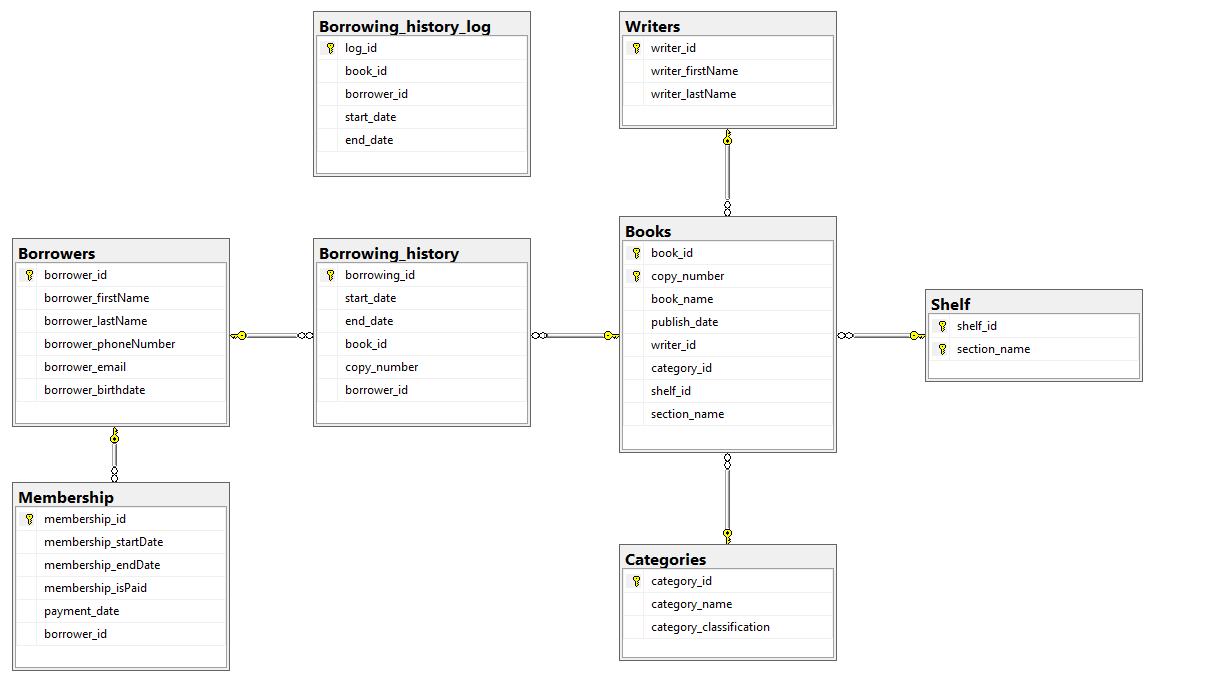 Borrowing_history_log
log_id
book_id
borrower_id
start_date
end_date
Writers
writer_id
writer_firstName
writer_lastName
Borrowers
borrower_id
borrower_firstName
borrower_lastName
borrower_phoneNumber
borrower_email
borrower_birthdate
Borrowing_history
borrowing_id
start_date
end_date
book_id
copy_number
borrower_id
Books
book_id
copy_number
book_name
publish_date
writer_id
category_id
shelf_id
section_name
Shelf
shelf_id
section_name
Membership
membership_id
membership_startDate
membership_endDate
membership_isPaid
payment_date
borrower_id
Categories
category_id
category_name
category_classification